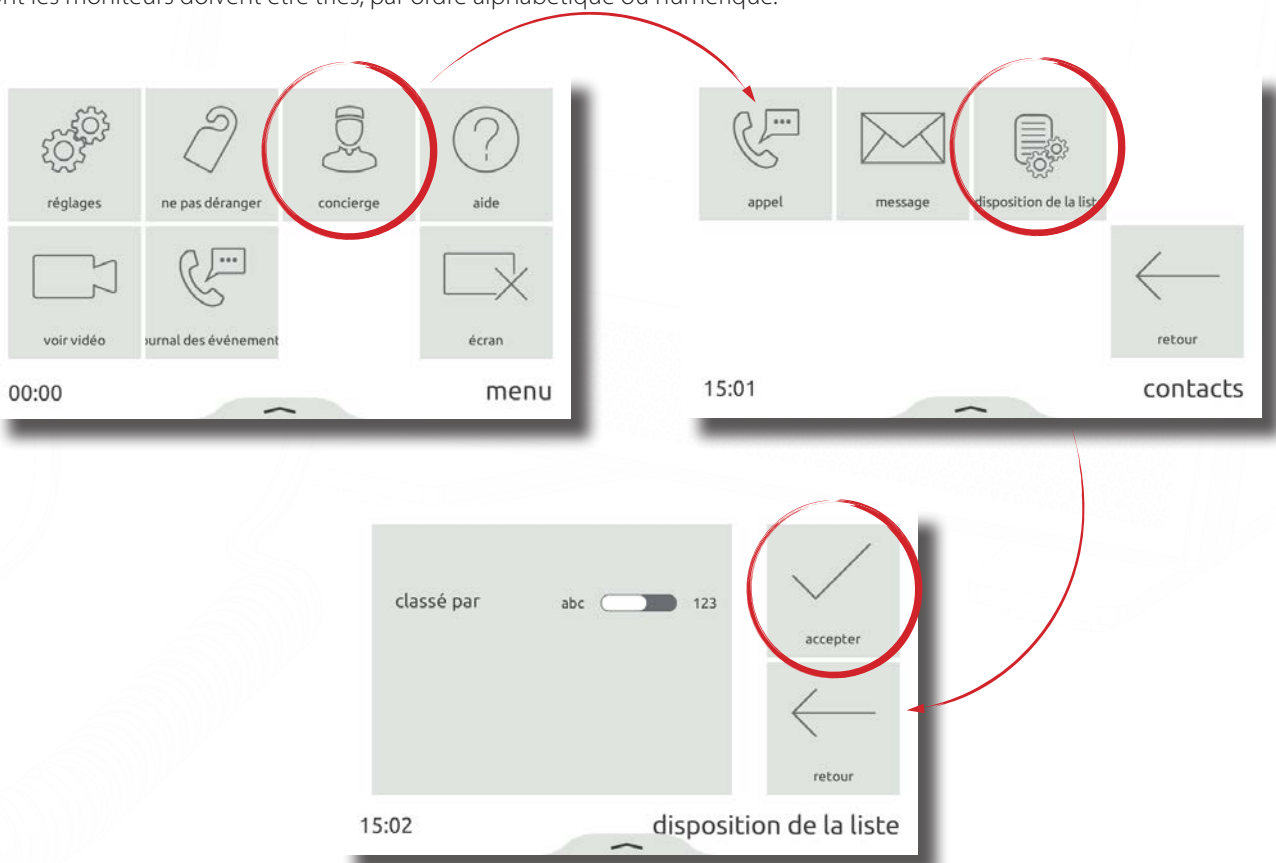 les moniteurs doivent être triés, par ordre alphabétique ou numérique.
réglages
ne pas déranger
concierge
aide
voir vidéo
urnal des événement
écran
00:00
menu
appel
message
disposition de la list
retour
15:01
contacts
classé par
abc
123
accepter
retour
15:02
disposition de la liste